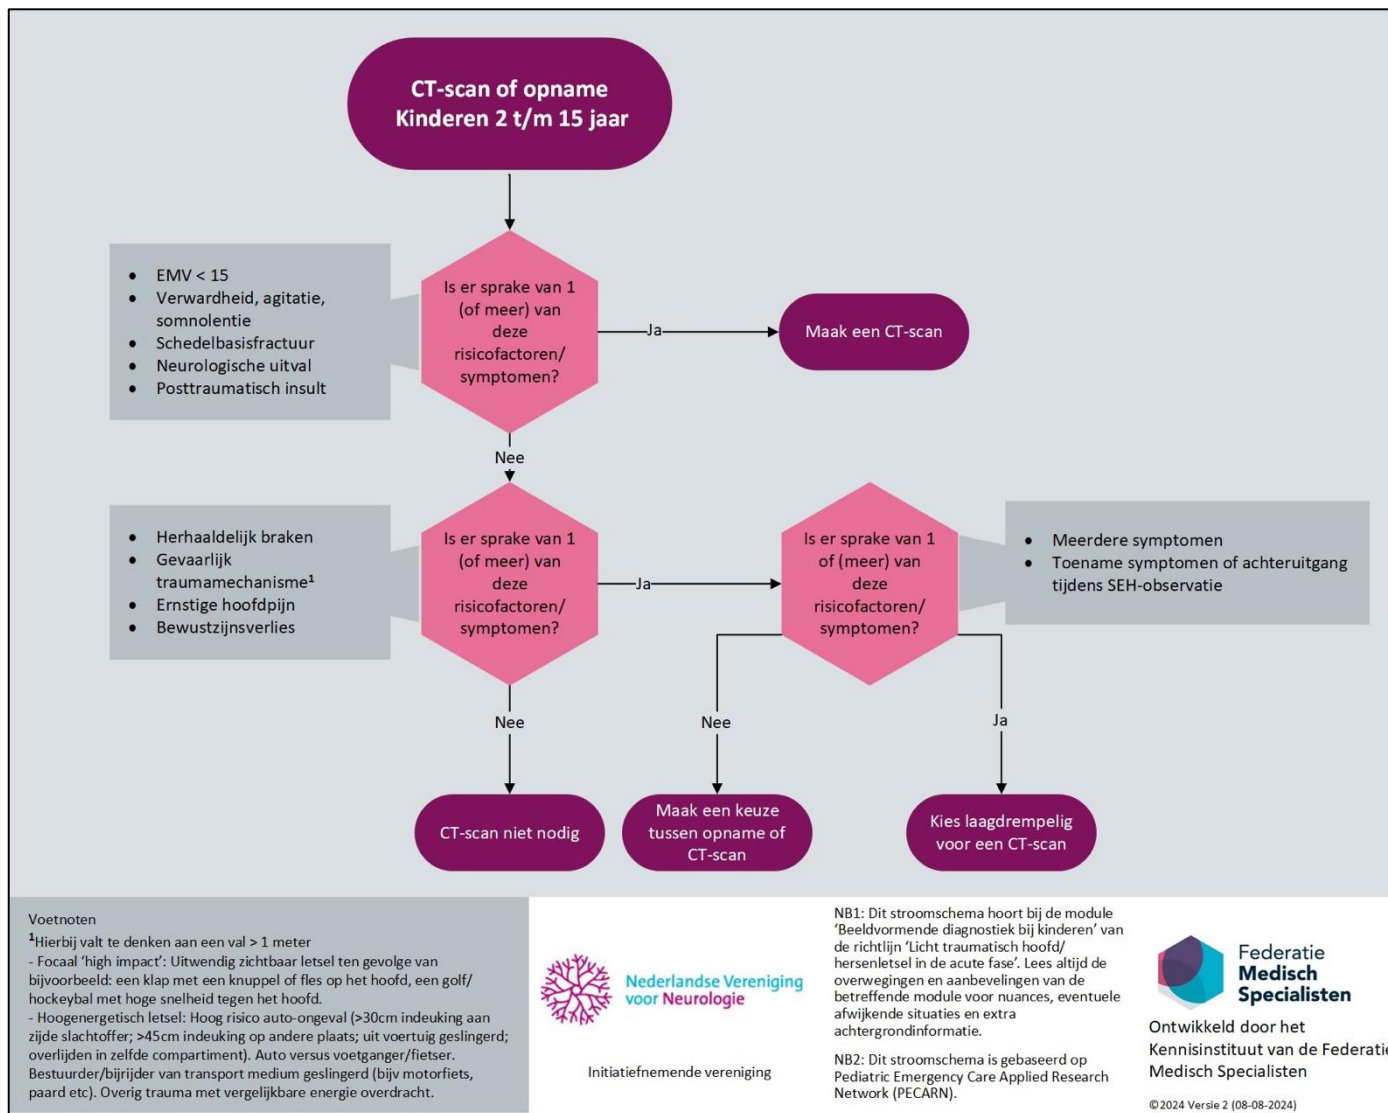 CT-scan of opname
Kinderen 2 t/m 15 jaar
• EMV < 15
• Verwardheid, agitatie,
somnolentie
• Schedelbasisfractuur
• Neurologische uitval
• Posttraumatisch insult
Is er sprake van 1
(of meer) van
deze
risicofactoren/
symptomen?
Ja
Maak een CT-scan
Nee
• Herhaaldelijk braken
• Gevaarlijk
traumamechanisme¹
• Ernstige hoofdpijn
• Bewustzijnsverlies
Is er sprake van 1
(of meer) van
deze
risicofactoren/
symptomen?
Ja
Is er sprake van 1
of (meer) van
deze
risicofactoren/
symptomen?
• Meerdere symptomen
• Toename symptomen of achteruitgang
tijdens SEH-observatie
Nee
Nee
Ja
CT-scan niet nodig
Maak een keuze
tussen opname of
CT-scan
Kies laagdrempelig
voor een CT-scan
Voetnoten
¹Hierbij valt te denken aan een val > 1 meter
- Focaal ‘high impact’: Uitwendig zichtbaar letsel ten gevolge van
bijvoorbeeld: een klap met een knuppel of fles op het hoofd, een golf/
hockeybal met hoge snelheid tegen het hoofd.
- Hoogenergetisch letsel: Hoog risico auto-ongeval (>30cm indeuking aan
zijde slachtoffer; >45cm indeuking op andere plaats; uit voertuig geslingerd;
overlijden in zelfde compartiment). Auto versus voetganger/fietser.
Bestuurder/bijrijder van transport medium geslingerd (bijv motorfiets,
paard etc). Overig trauma met vergelijkbare energie overdracht.
Nederlandse Vereniging
voor Neurologie
Initiatiefnemende vereniging
NB1: Dit stroomschema hoort bij de module
‘Beeldvormende diagnostiek bij kinderen’ van
de richtlijn ‘Licht traumatisch hoofd/
hersenletsel in de acute fase’. Lees altijd de
overwegingen en aanbevelingen van de
betreffende module voor nuances, eventuele
afwijkende situaties en extra
achtergrondinformatie.
NB2: Dit stroomschema is gebaseerd op
Pediatric Emergency Care Applied Research
Network (PECARN).
Federatie
Medisch
Specialisten
Ontwikkeld door het
Kennisinstituut van de Federatie
Medisch Specialisten
©2024 Versie 2 (08-08-2024)